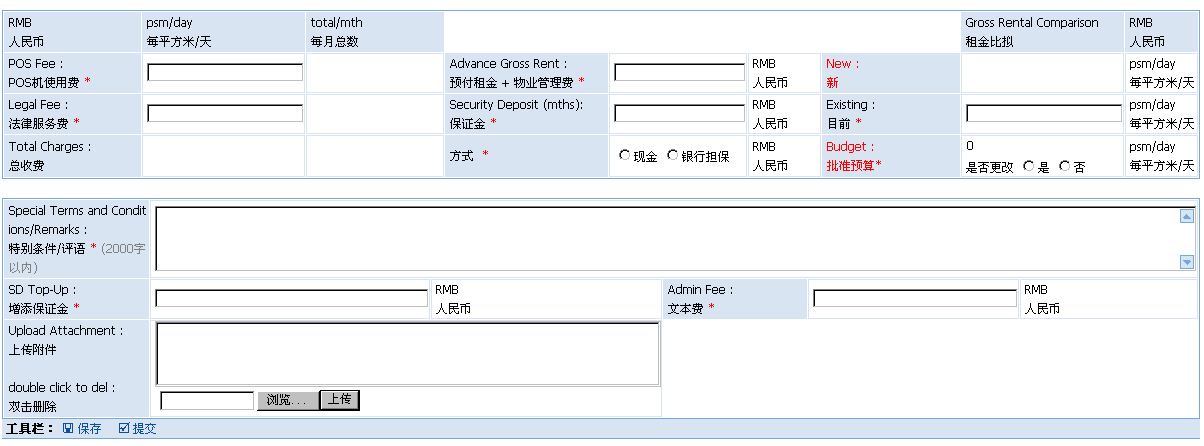 RMB psm/day total/mth Gross Rental Comparison RMB
人民币 每平方米/天 每月总数 租金比拟 人民币
POS Fee : Advance Gross Rent : RMB New : psm/day
POS机使用费 * 预付租金 + 物业管理费 * 人民币 新 每平方米/天
Legal Fee : Security Deposit (mths): RMB Existing : psm/day
法律服务费 * 保证金 * 人民币 目前 * 每平方米/天
Total Charges : 方式 * 现金 银行担保 RMB Budget : 0 psm/day
总收费 人民币 批准预算* 是否更改 是 否 每平方米/天
Special Terms and Condit
ions/Remarks :
特别条件/评语 * (2000字
以内)
SD Top-Up : RMB Admin Fee : RMB
增添保证金 * 人民币 文本费 * 人民币
Upload Attachment :
上传附件
double click to del :
双击删除 浏览... 上传
工具栏： 保存 提交